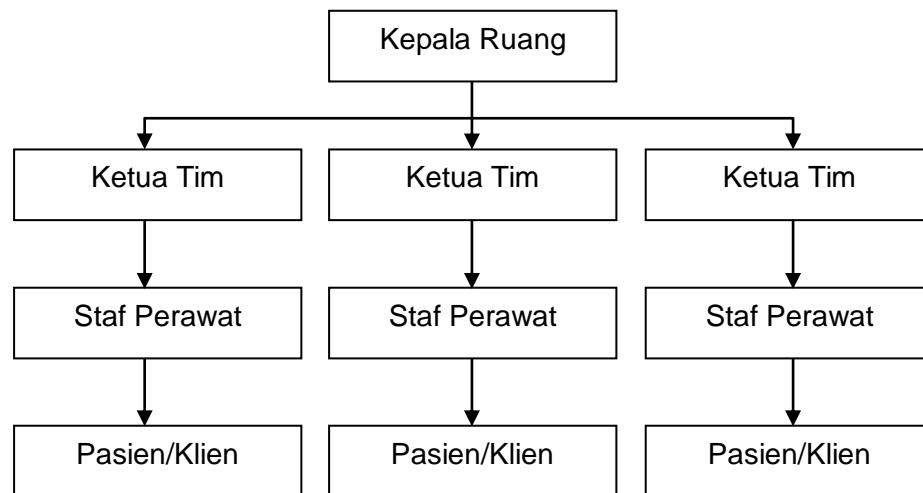 Kepala Ruang
Ketua Tim
Ketua Tim
Ketua Tim
Staf Perawat
Staf Perawat
Staf Perawat
Pasien/Klien
Pasien/Klien
Pasien/Klien